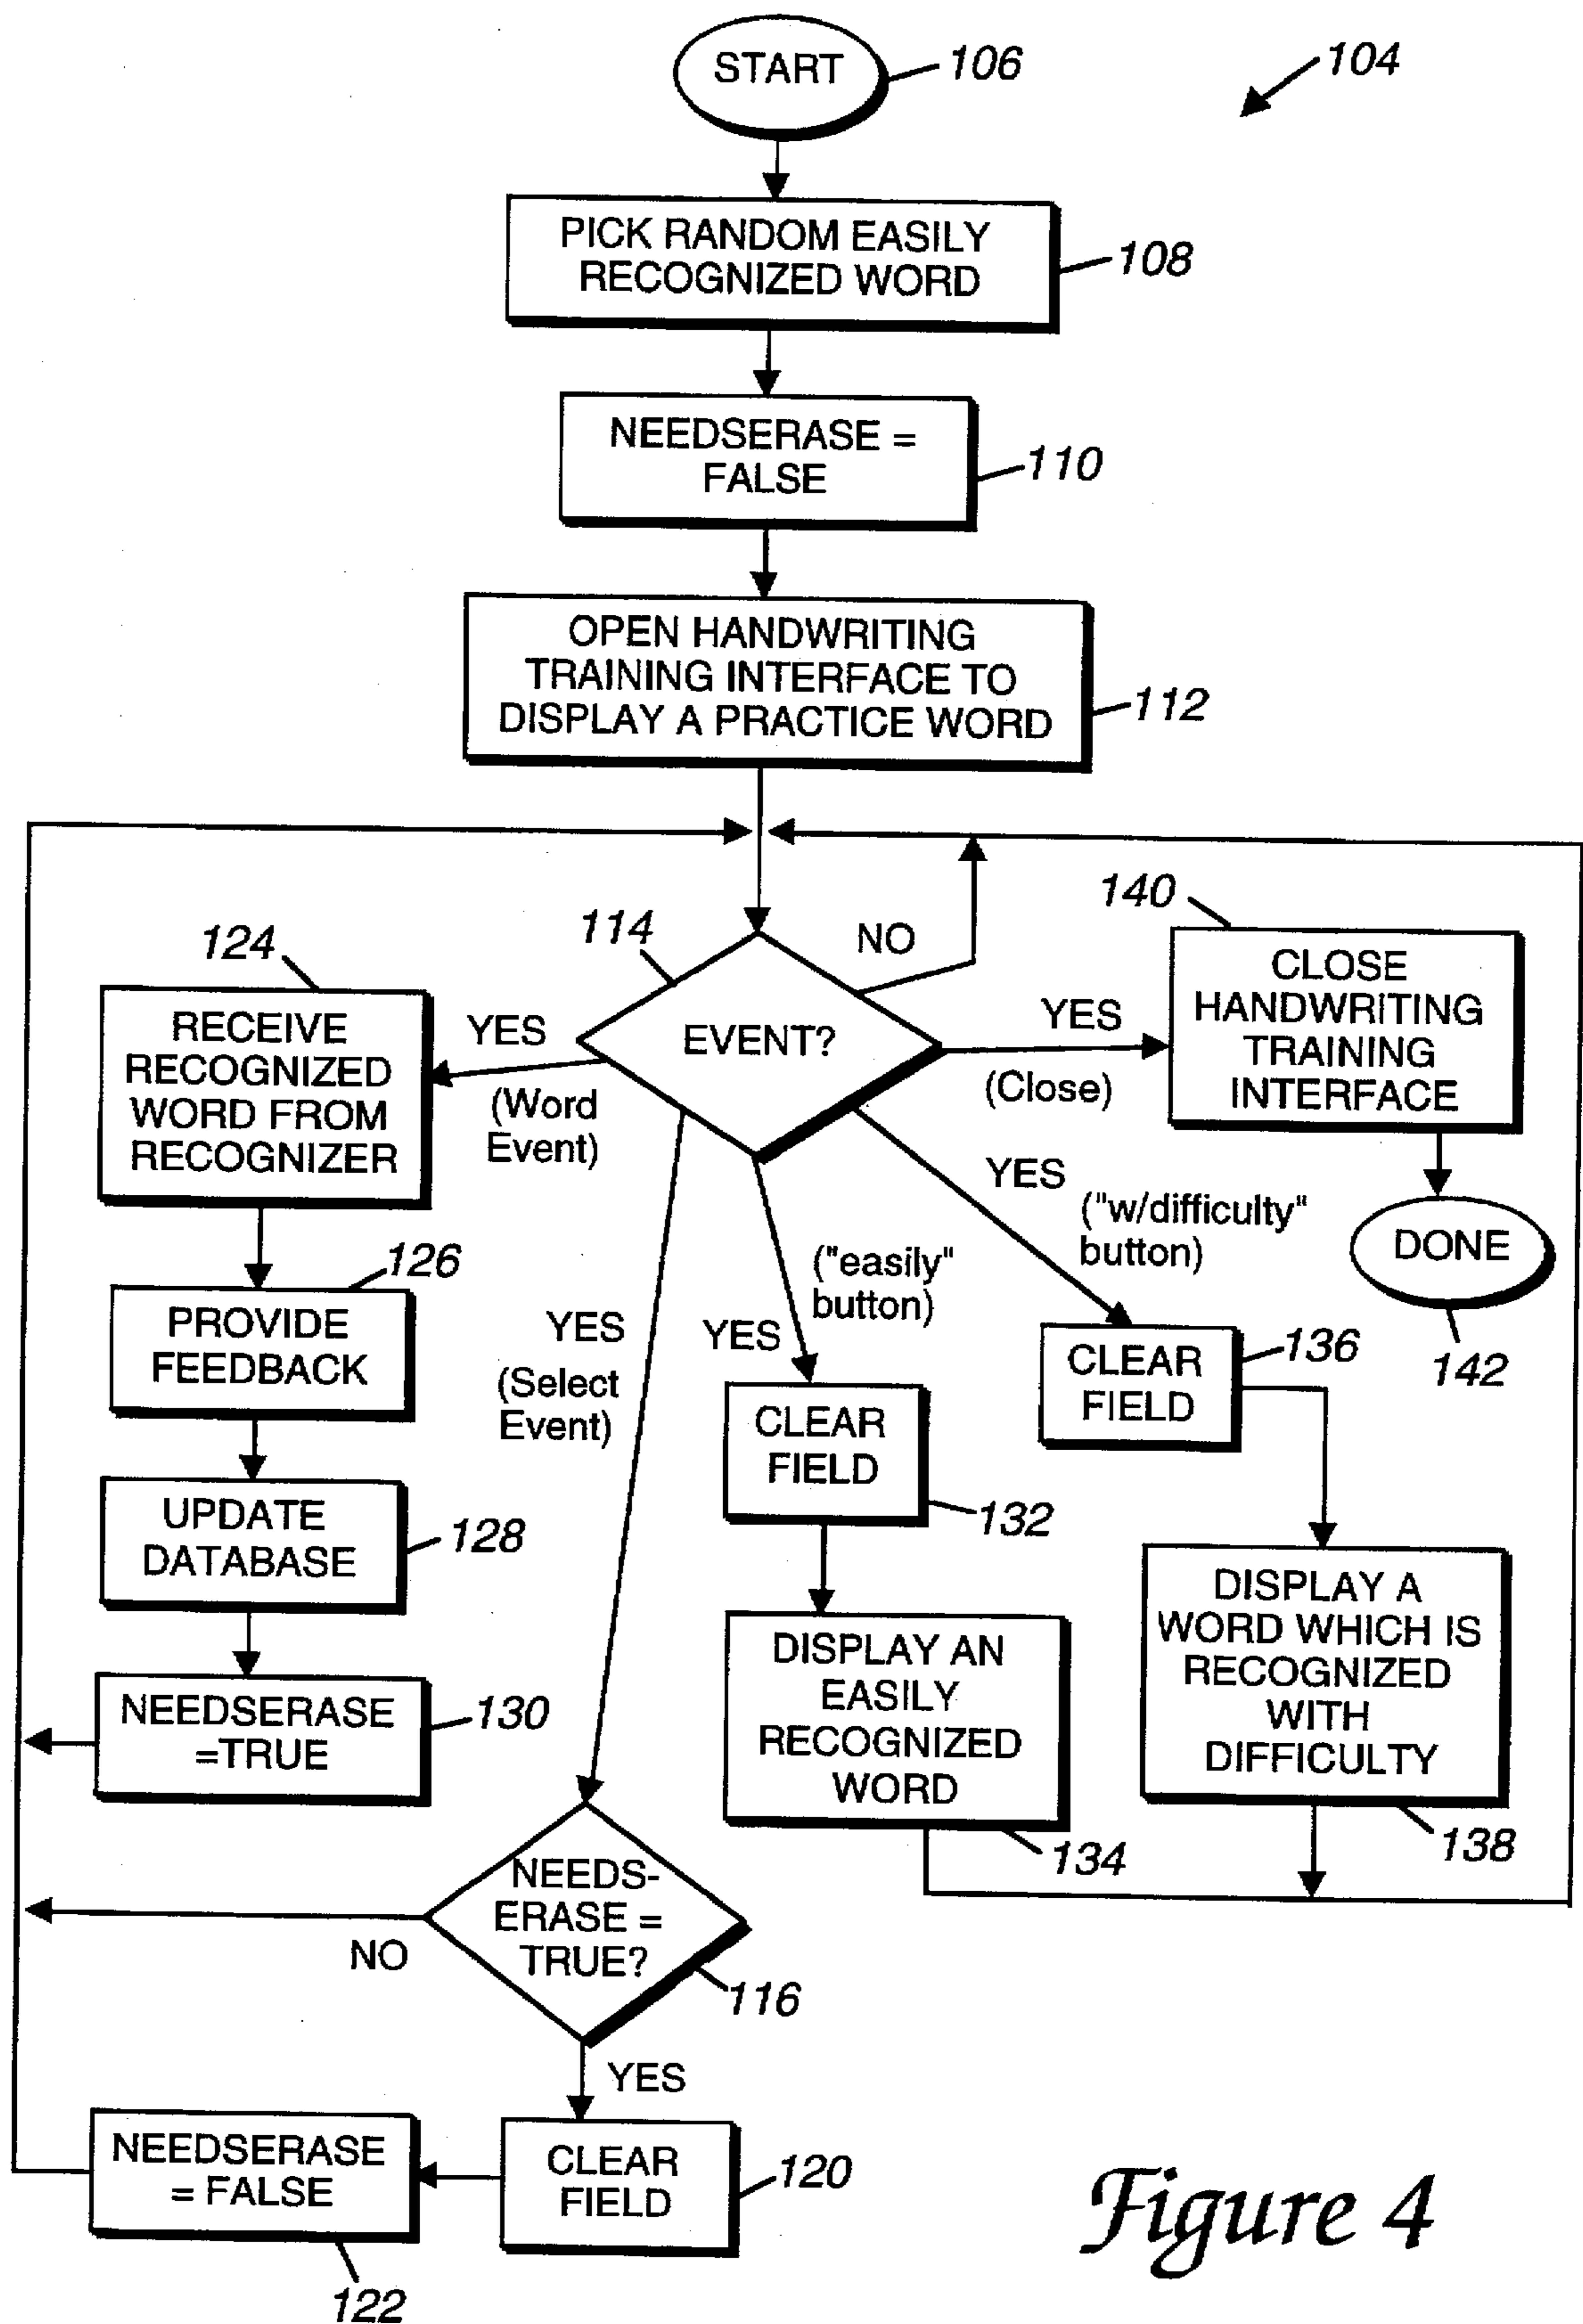 START
106
104
PICK RANDOM EASILY
RECOGNIZED WORD
108
NEEDSERASE =
FALSE
110
OPEN HANDWRITING
TRAINING INTERFACE TO
DISPLAY A PRACTICE WORD
112
114
EVENT?
NO
124
RECEIVE
RECOGNIZED
WORD FROM
RECOGNIZER
YES
(Word
Event)
126
PROVIDE
FEEDBACK
UPDATE
DATABASE
128
NEEDSERASE
=TRUE
130
YES
(Select
Event)
NEEDS-
ERASE =
TRUE?
116
NO
YES
CLEAR
FIELD
120
NEEDSERASE
= FALSE
122
("easily"
button)
YES
CLEAR
FIELD
132
DISPLAY AN
EASILY
RECOGNIZED
WORD
134
YES
("w/difficulty"
button)
CLEAR
FIELD
136
DISPLAY A
WORD WHICH IS
RECOGNIZED
WITH
DIFFICULTY
138
YES
(Close)
140
CLOSE
HANDWRITING
TRAINING
INTERFACE
DONE
142
Figure 4